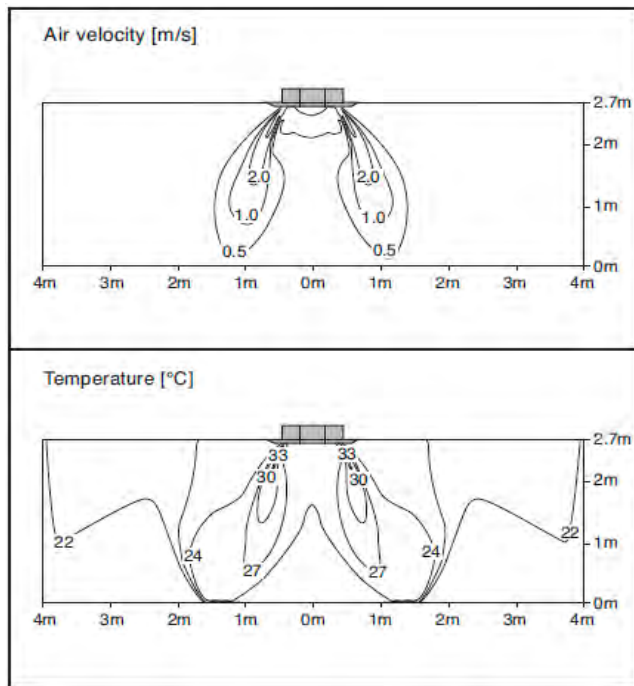 Air velocity [m/s]
2.7m
2m
2.0 2.0
1.0 1.0
1m
0.5 0.5
0m
4m 3m 2m 1m 0m 1m 2m 3m 4m
Temperature [°C]
2.7m
33 33
30 30
2m
22 24 24 22
1m
27 27
0m
4m 3m 2m 1m 0m 1m 2m 3m 4m